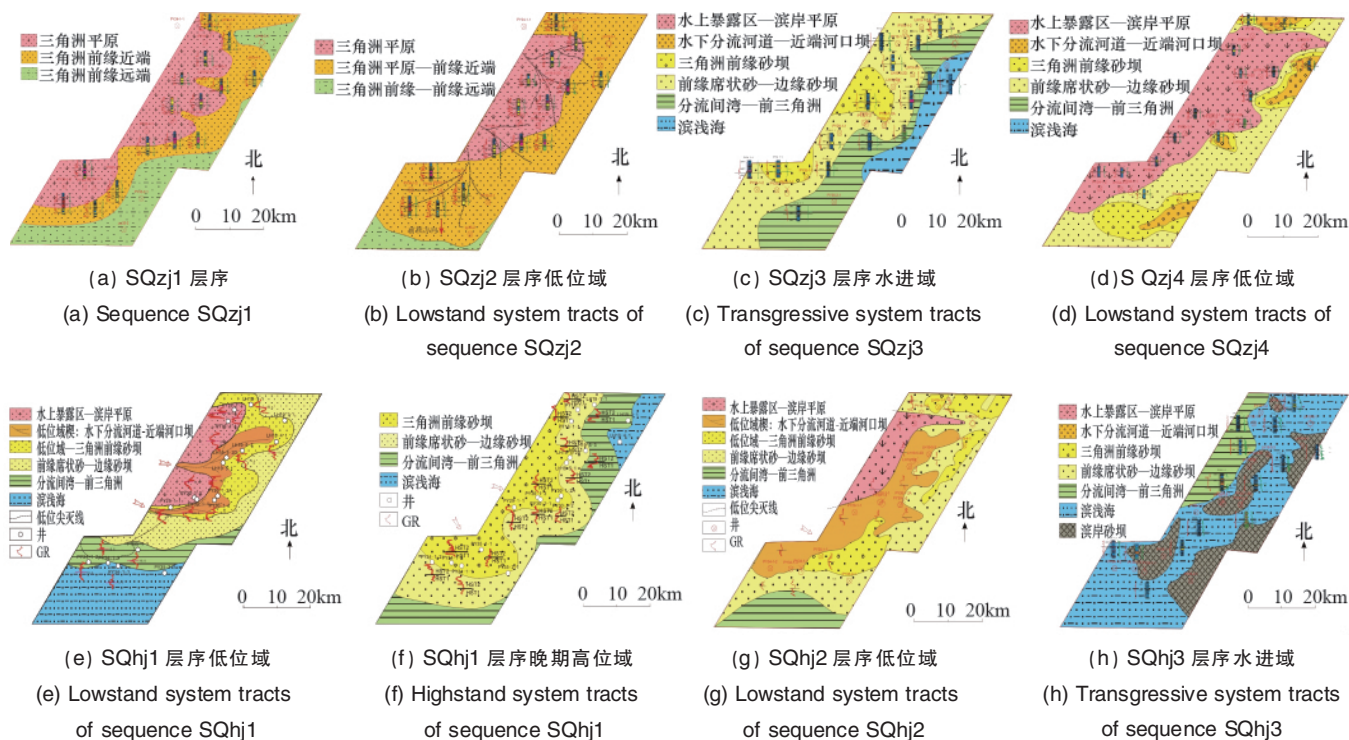 三角洲平原
三角洲前缘近端
三角洲前缘远端
北
0 10 20km
(a) SQzj1 层序
(a) Sequence SQzj1
三角洲平原
三角洲平原—前缘近端
三角洲前缘—前缘远端
北
0 10 20km
(b) SQzj2 层序低位域
(b) Lowstand system tracts of
sequence SQzj2
水上暴露区—滨岸平原
水下分流河道—近端河口坝
三角洲前缘砂坝
前缘席状砂—边缘砂坝
分流间湾—前三角洲
滨浅海
北
0 10 20km
(c) SQzj3 层序水进域
(c) Transgressive system tracts
of sequence SQzj3
水上暴露区—滨岸平原
水下分流河道—近端河口坝
三角洲前缘砂坝
前缘席状砂—边缘砂坝
北
0 10 20km
(d)S Qzj4 层序低位域
(d) Lowstand system tracts of
sequence SQzj4
水上暴露区—滨岸平原
低位域楔：水下分流河道-近端河口坝
低位域—三角洲前缘砂坝
前缘席状砂—边缘砂坝
分流间湾—前三角洲
滨浅海
低位尖灭线
井
GR
北
0 10 20km
(e) SQhj1 层序低位域
(e) Lowstand system tracts
of sequence SQhj1
三角洲前缘砂坝
前缘席状砂—边缘砂坝
分流间湾—前三角洲
滨浅海
井
GR
北
0 10 20km
(f) SQhj1 层序晚期高位域
(f) Highstand system tracts
of sequence SQhj1
水上暴露区—滨岸平原
低位域楔：水下分流河道-近端河口坝
低位域—三角洲前缘砂坝
前缘席状砂—边缘砂坝
分流间湾—前三角洲
滨浅海
低位尖灭线
井
GR
北
0 10 20km
(g) SQhj2 层序低位域
(g) Lowstand system tracts
of sequence SQhj2
水上暴露区—滨岸平原
水下分流河道—近端河口坝
三角洲前缘砂坝
前缘席状砂—边缘砂坝
分流间湾—前三角洲
滨浅海
滨岸砂坝
北
0 10 20km
(h) SQhj3 层序水进域
(h) Transgressive system tracts
of sequence SQhj3